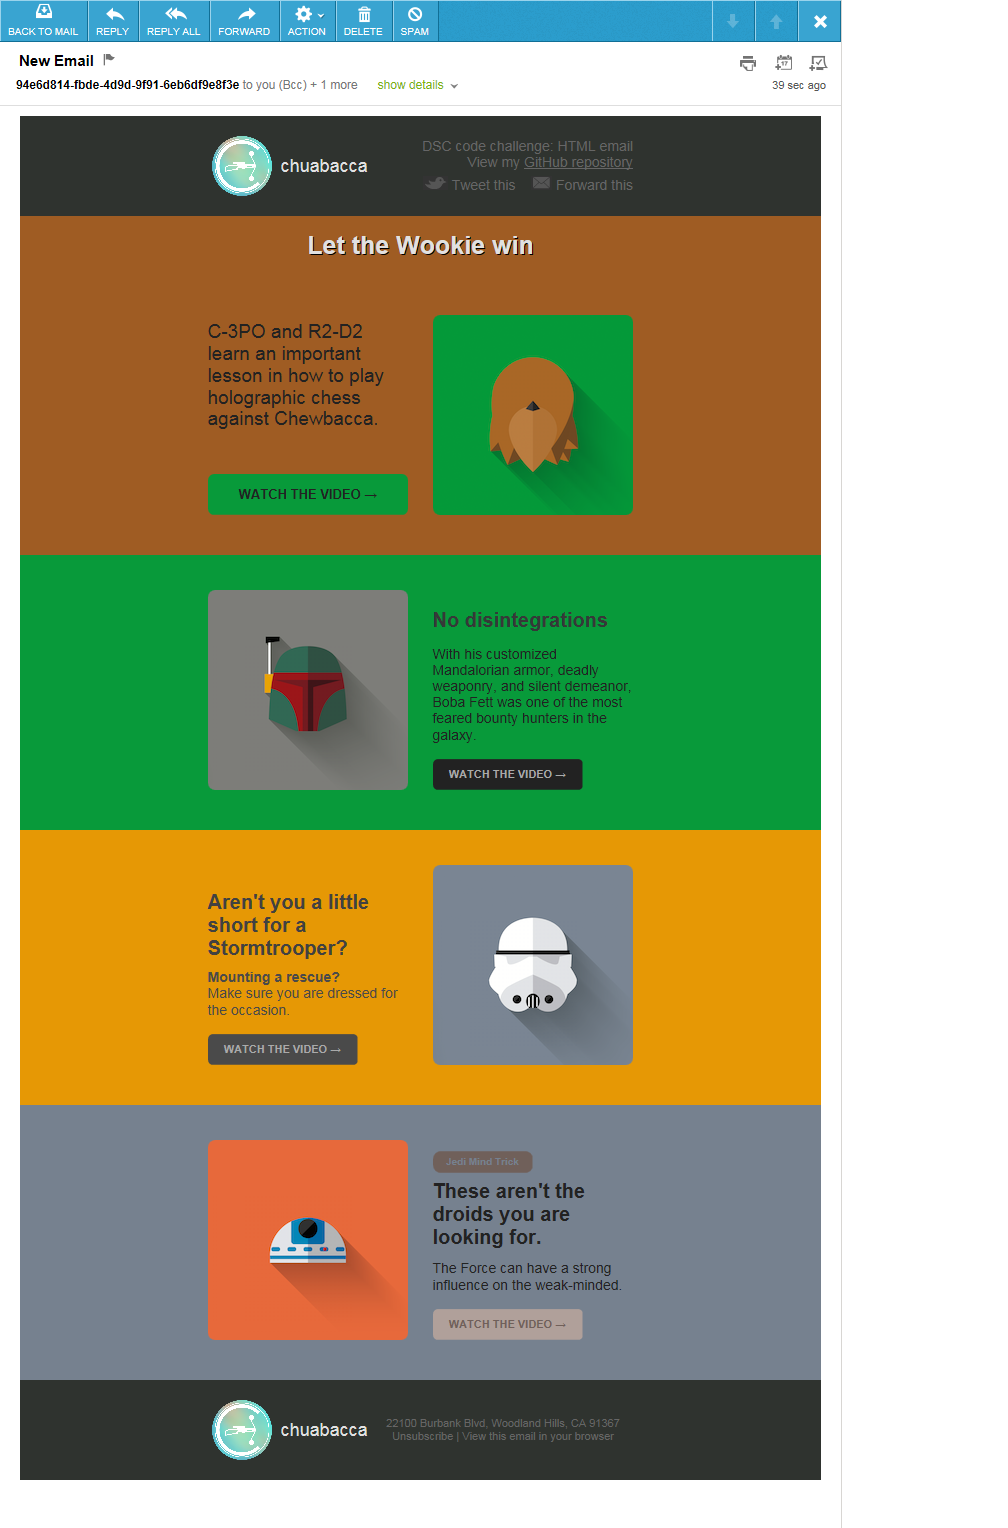 BACK TO MAIL REPLY REPLY ALL FORWARD ACTION DELETE SPAM
New Email
94e6d814-fbde-4d9d-9f91-6eb6df9e8f3e to you (Bcc) + 1 more show details
17
39 sec ago
chuabacca
DSC code challenge: HTML email
View my GitHub repository
Tweet this Forward this
Let the Wookie win
C-3PO and R2-D2
learn an important
lesson in how to play
holographic chess
against Chewbacca.
WATCH THE VIDEO →
No disintegrations
With his customized
Mandalorian armor, deadly
weaponry, and silent demeanor,
Boba Fett was one of the most
feared bounty hunters in the
galaxy.
WATCH THE VIDEO →
Aren't you a little
short for a
Stormtrooper?
Mounting a rescue?
Make sure you are dressed for
the occasion.
WATCH THE VIDEO →
Jedi Mind Trick
These aren't the
droids you are
looking for.
The Force can have a strong
influence on the weak-minded.
WATCH THE VIDEO →
chuabacca
22100 Burbank Blvd, Woodland Hills, CA 91367
Unsubscribe | View this email in your browser